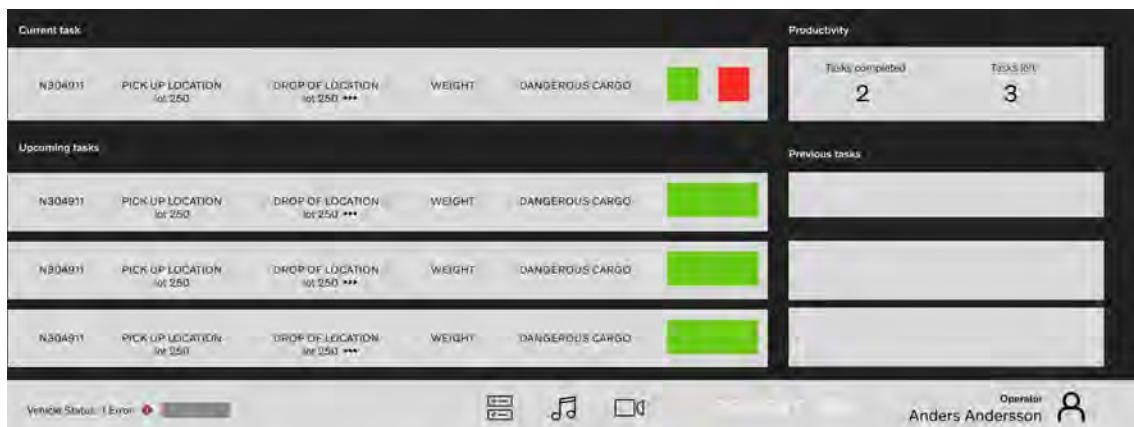 Current task
Productivity
N304911 PICK UP LOCATION DROP OF LOCATION WEIGHT DANGEROUS CARGO
lot 250 lot 250 •••
Tasks completed Tasks left
2 3
Upcoming tasks
Previous tasks
N304911 PICK UP LOCATION DROP OF LOCATION WEIGHT DANGEROUS CARGO
lot 250 lot 250 •••
N304911 PICK UP LOCATION DROP OF LOCATION WEIGHT DANGEROUS CARGO
lot 250 lot 250 •••
N304911 PICK UP LOCATION DROP OF LOCATION WEIGHT DANGEROUS CARGO
lot 250 lot 250 •••
Vehicle Status: 1 Error
Operator
Anders Andersson